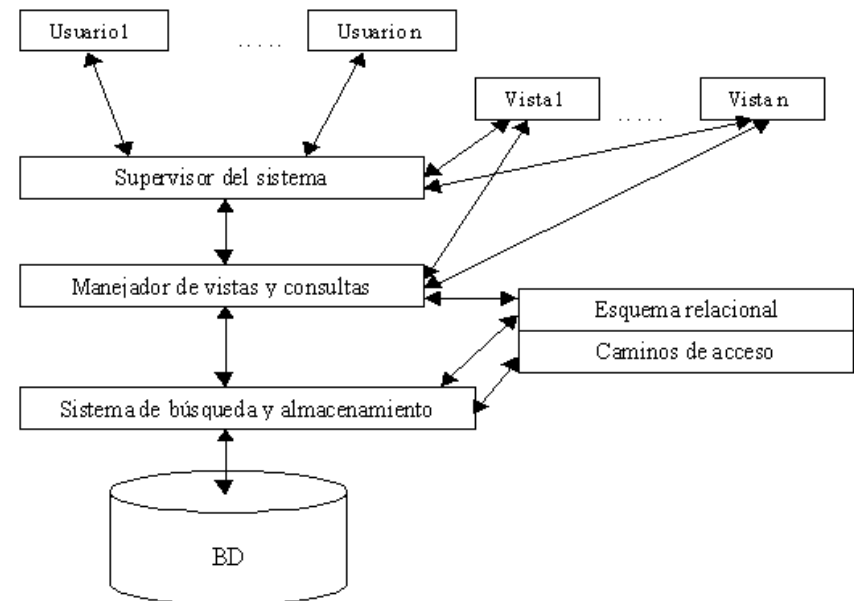 Usuario1
.....
Usuario n
Vista1
.....
Vista n
Supervisor del sistema
Manejador de vistas y consultas
Esquema relacional
Caminos de acceso
Sistema de búsqueda y almacenamiento
BD